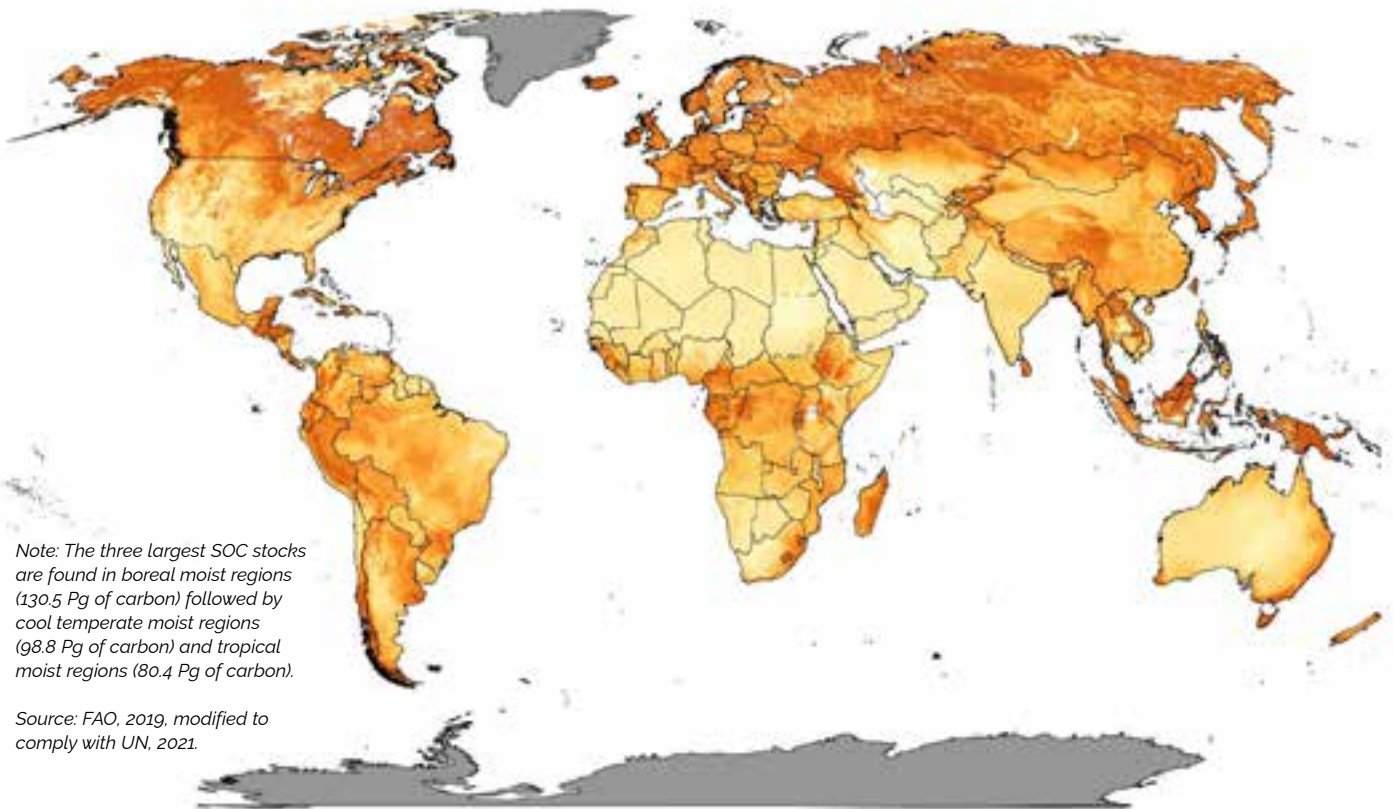 Note: The three largest SOC stocks
are found in boreal moist regions
(130.5 Pg of carbon) followed by
cool temperate moist regions
(98.8 Pg of carbon) and tropical
moist regions (80.4 Pg of carbon).
Source: FAO, 2019, modified to
comply with UN, 2021.